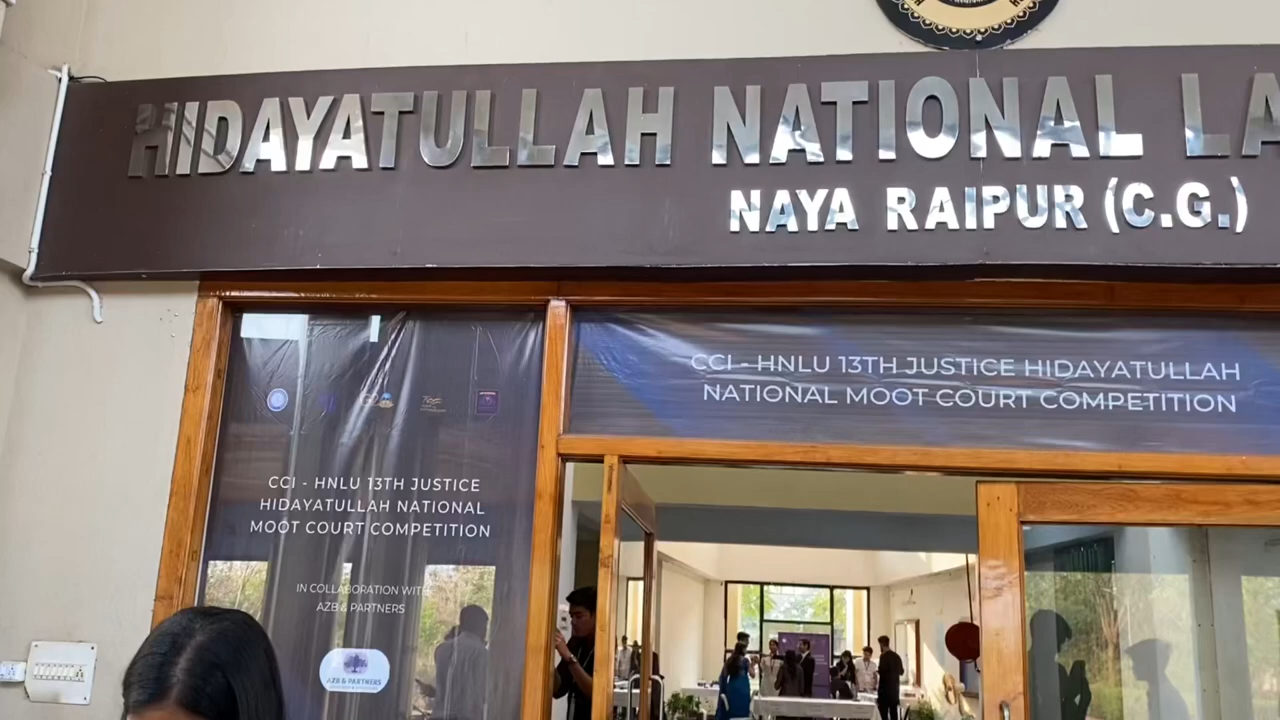 HIDAYATULLAH NATIONAL LA
NAYA RAIPUR (C.G.)
CCI - HNLU 13TH JUSTICE HIDAYATULLAH
NATIONAL MOOT COURT COMPETITION
CCI - HNLU 13TH JUSTICE
HIDAYATULLAH NATIONAL
MOOT COURT COMPETITION
IN COLLABORATION WITH
AZB & PARTNERS
AZB & PARTNERS